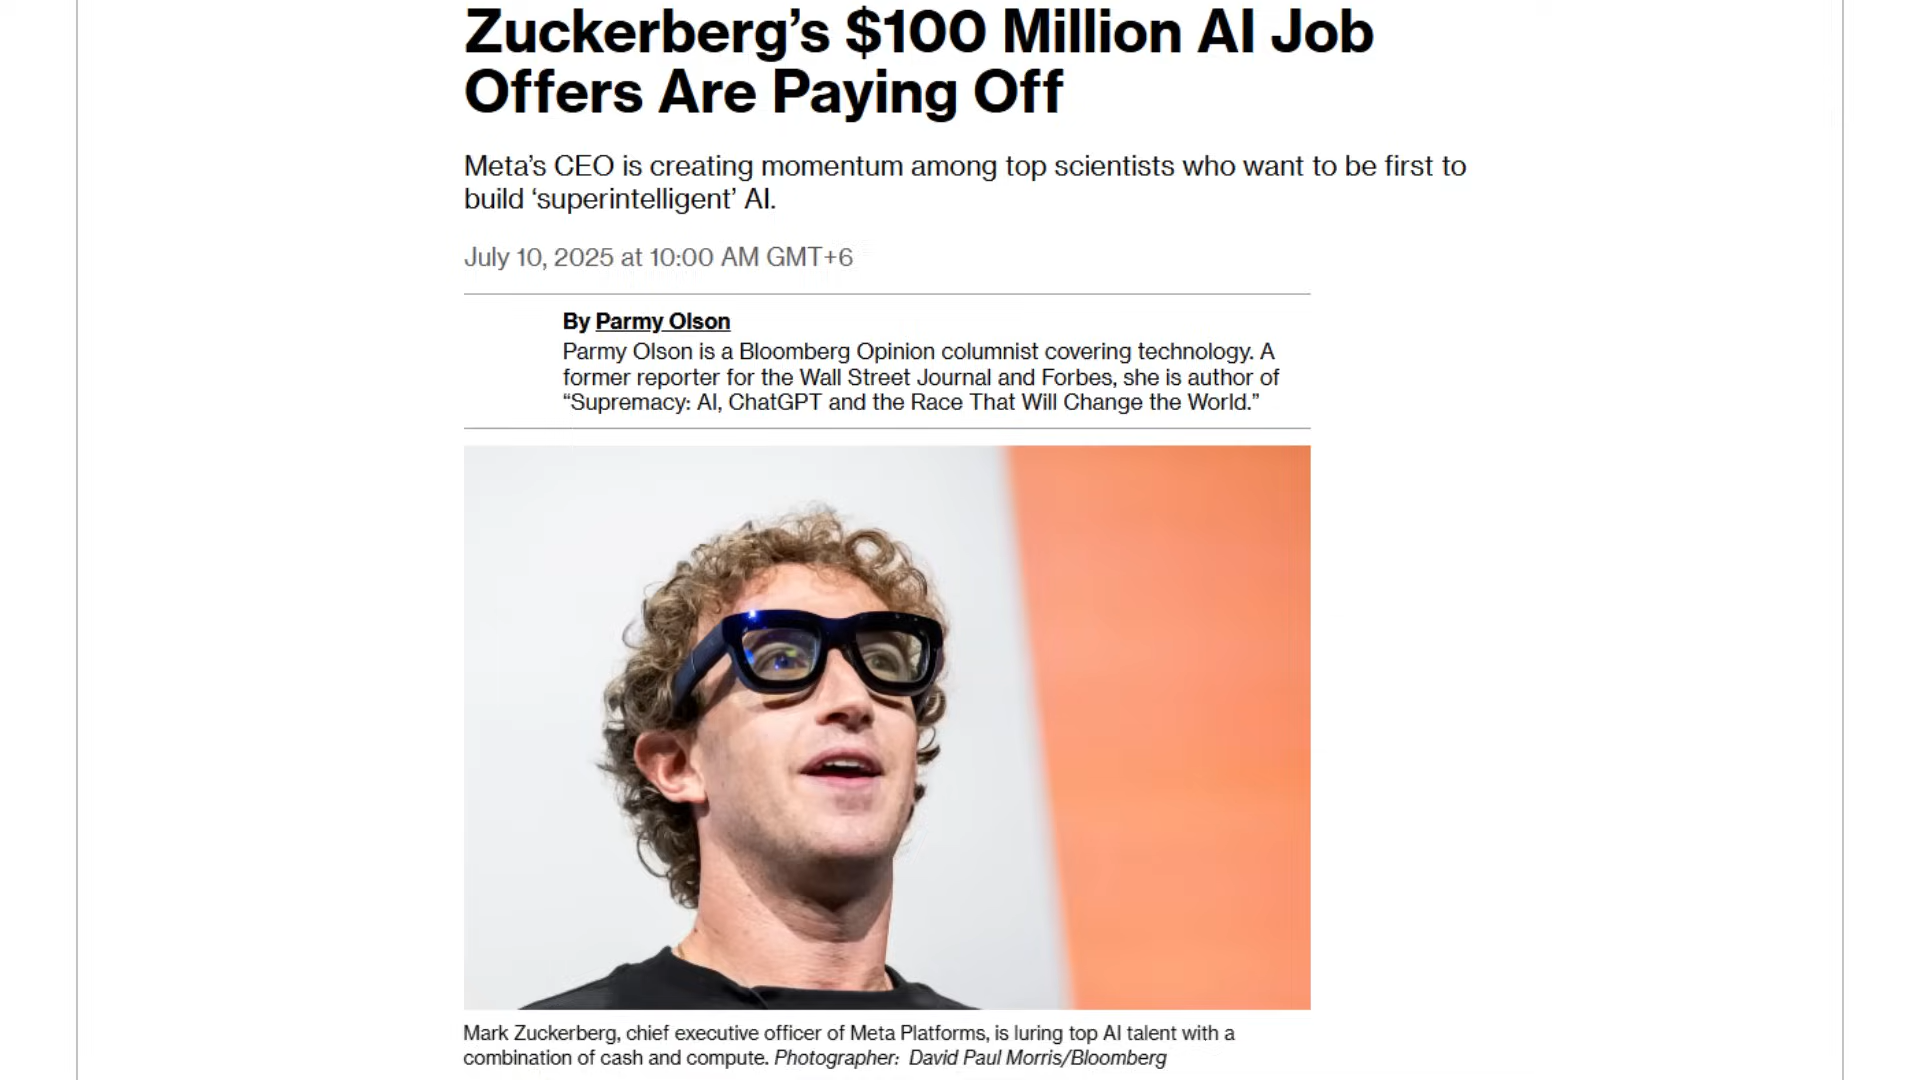 Zuckerberg’s $100 Million AI Job
Offers Are Paying Off
Meta’s CEO is creating momentum among top scientists who want to be first to
build ‘superintelligent’ AI.
July 10, 2025 at 10:00 AM GMT+6
By Parmy Olson
Parmy Olson is a Bloomberg Opinion columnist covering technology. A
former reporter for the Wall Street Journal and Forbes, she is author of
“Supremacy: AI, ChatGPT and the Race That Will Change the World.”
Mark Zuckerberg, chief executive officer of Meta Platforms, is luring top AI talent with a
combination of cash and compute. Photographer: David Paul Morris/Bloomberg